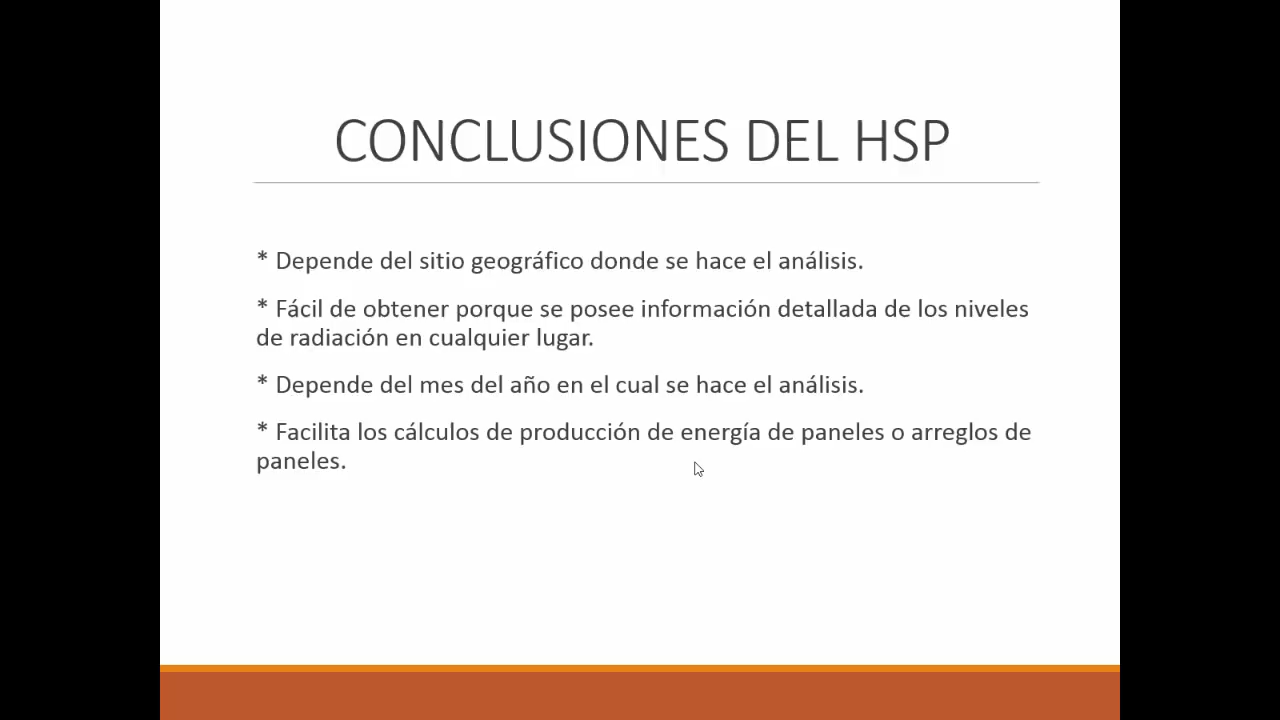 CONCLUSIONES DEL HSP
* Depende del sitio geográfico donde se hace el análisis.
* Fácil de obtener porque se posee información detallada de los niveles
de radiación en cualquier lugar.
* Depende del mes del año en el cual se hace el análisis.
* Facilita los cálculos de producción de energía de paneles o arreglos de
paneles.